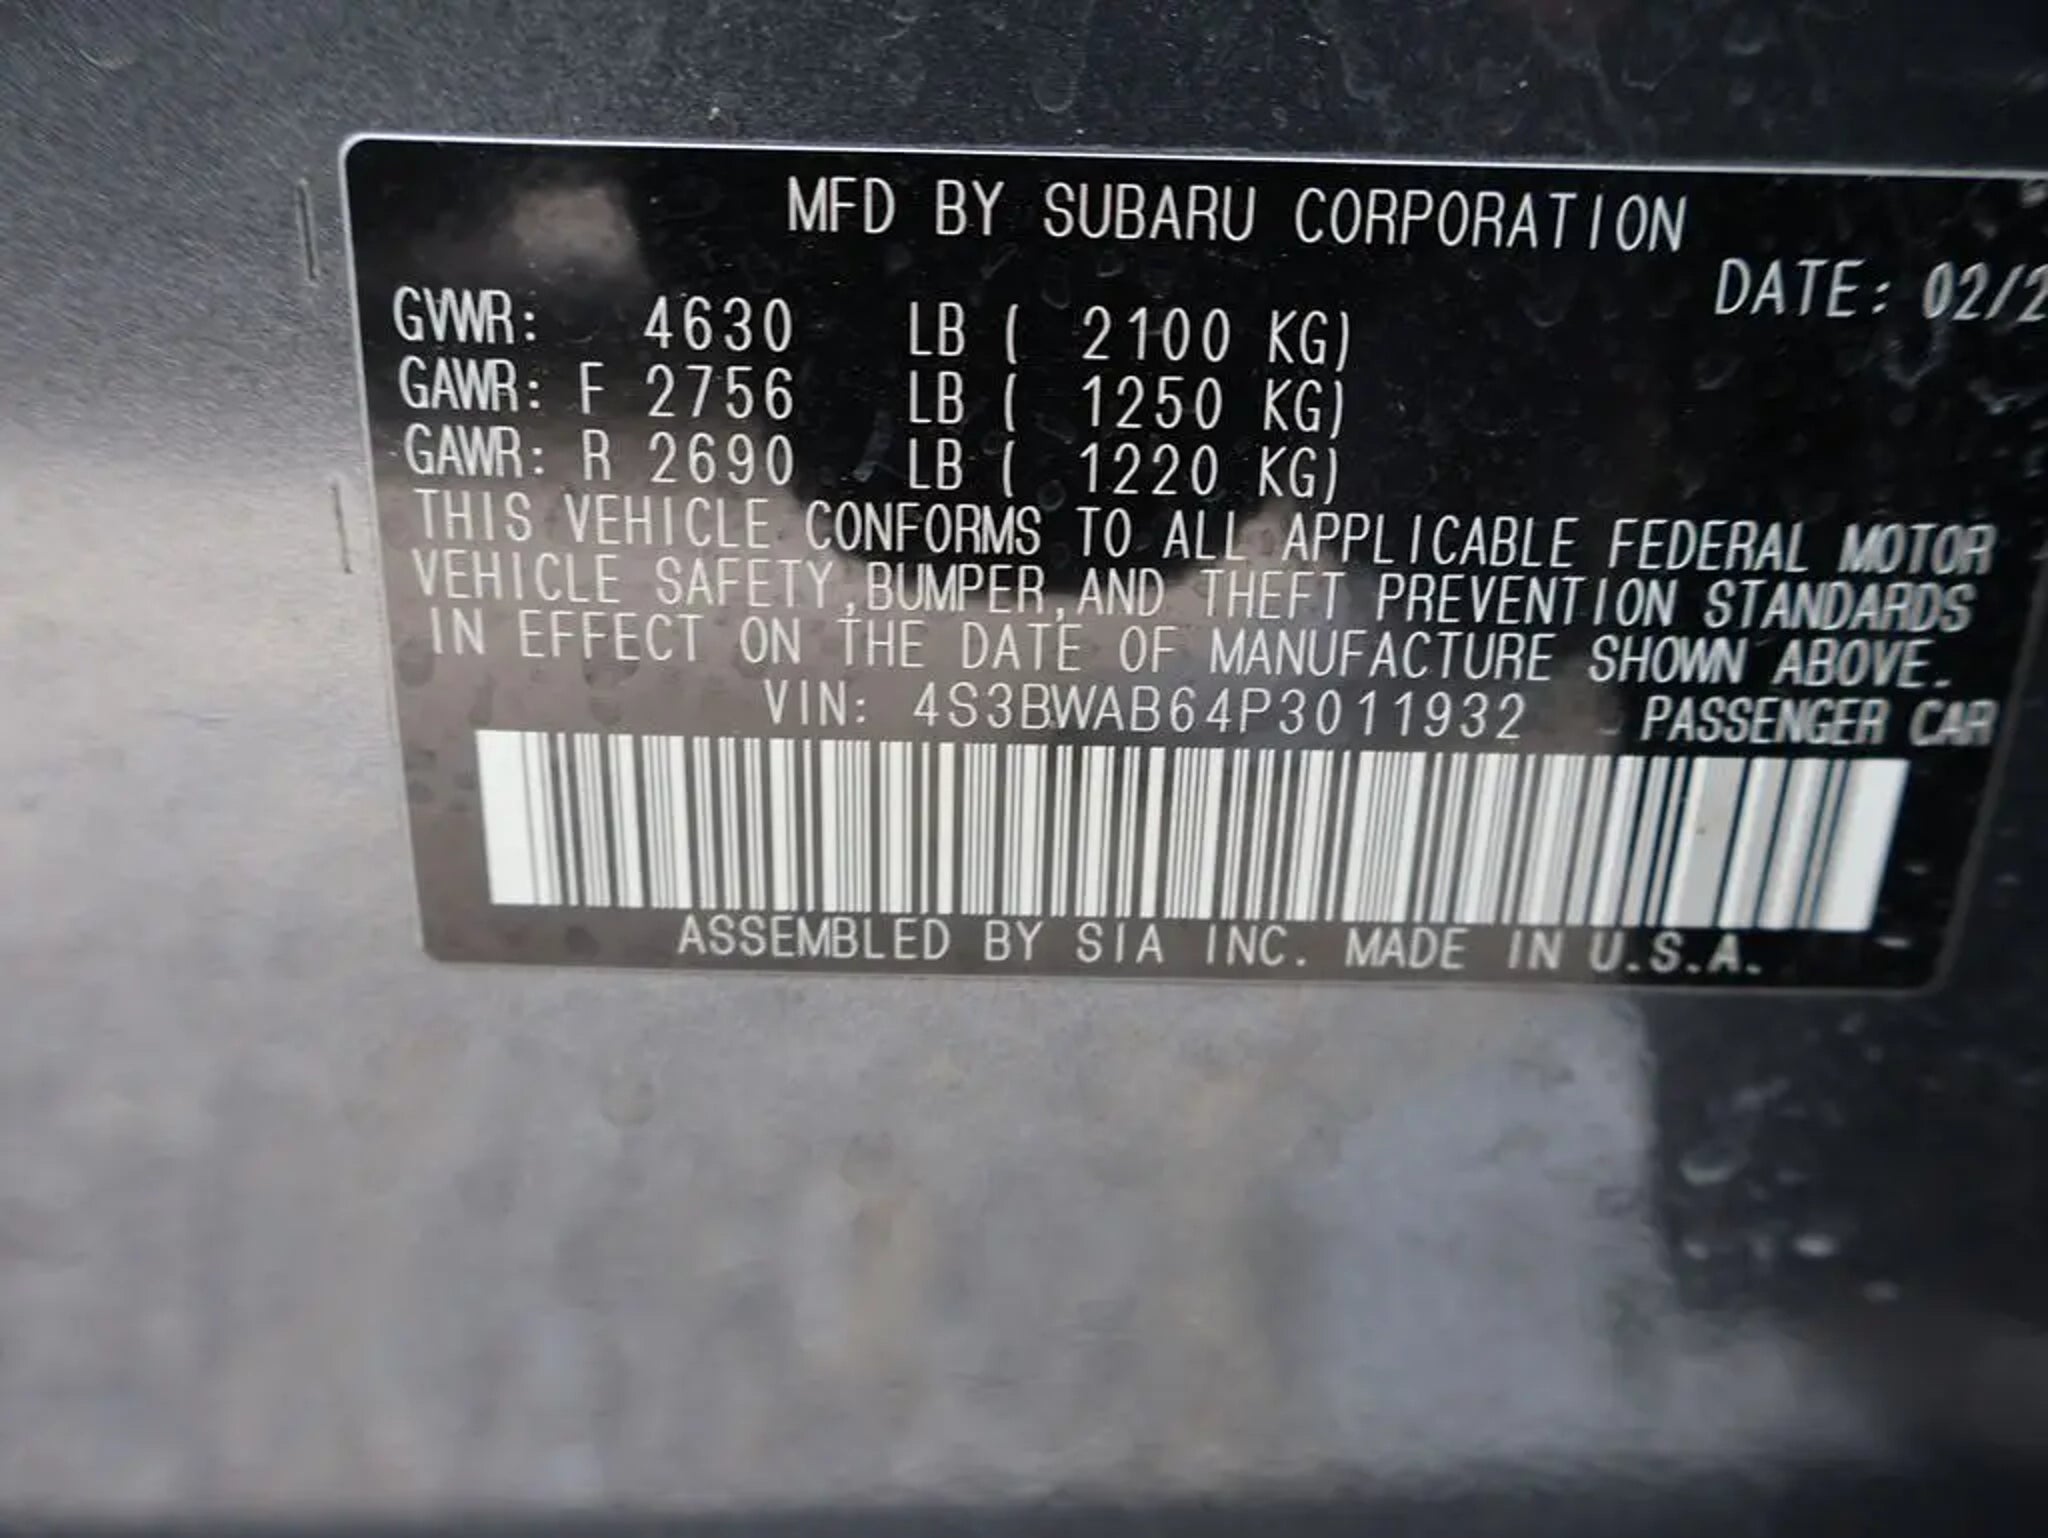 MFD BY SUBARU CORPORATION
DATE: 02/2
GVWR: 4630 LB ( 2100 KG)
GAWR: F 2756 LB ( 1250 KG)
GAWR: R 2690 LB ( 1220 KG)
THIS VEHICLE CONFORMS TO ALL APPLICABLE FEDERAL MOTOR
VEHICLE SAFETY,BUMPER,AND THEFT PREVENTION STANDARDS
IN EFFECT ON THE DATE OF MANUFACTURE SHOWN ABOVE.
VIN: 4S3BWAB64P3011932 PASSENGER CAR
ASSEMBLED BY SIA INC. MADE IN U.S.A.